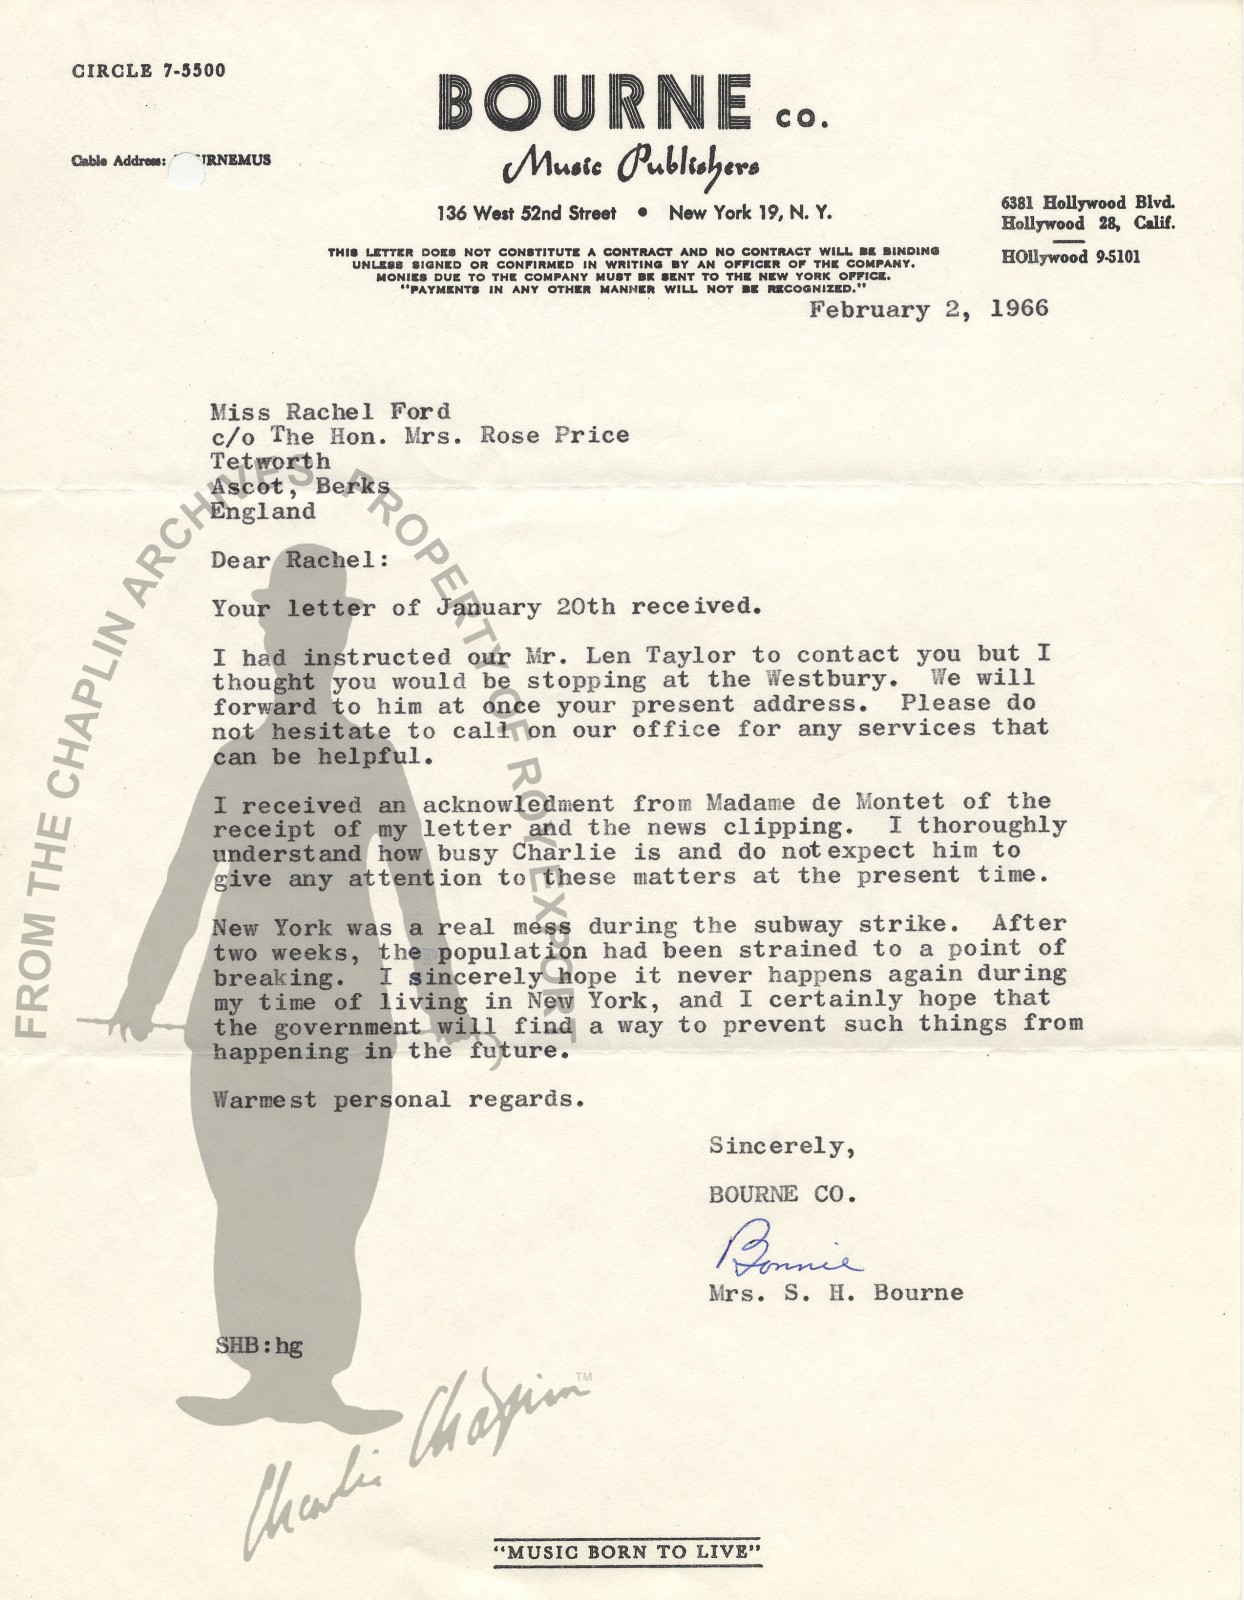 CIRCLE 7-5500
BOURNE CO.
Cable Address: URNEMUS
Music Publishers
136 West 52nd Street • New York 19, N. Y.
6381 Hollywood Blvd.
Hollywood 28, Calif.
HOllywood 9-5101
THIS LETTER DOES NOT CONSTITUTE A CONTRACT AND NO CONTRACT WILL BE BINDING
UNLESS SIGNED OR CONFIRMED IN WRITING BY AN OFFICER OF THE COMPANY.
MONIES DUE TO THE COMPANY MUST BE SENT TO THE NEW YORK OFFICE.
"PAYMENTS IN ANY OTHER MANNER WILL NOT BE RECOGNIZED."
February 2, 1966
Miss Rachel Ford
c/o The Hon. Mrs. Rose Price
Tetworth
Ascot, Berks
England
Dear Rachel:
Your letter of January 20th received.
I had instructed our Mr. Len Taylor to contact you but I
thought you would be stopping at the Westbury. We will
forward to him at once your present address. Please do
not hesitate to call on our office for any services that
can be helpful.
I received an acknowledment from Madame de Montet of the
receipt of my letter and the news clipping. I thoroughly
understand how busy Charlie is and do not expect him to
give any attention to these matters at the present time.
New York was a real mess during the subway strike. After
two weeks, the population had been strained to a point of
breaking. I sincerely hope it never happens again during
my time of living in New York, and I certainly hope that
the government will find a way to prevent such things from
happening in the future.
Warmest personal regards.
Sincerely,
BOURNE CO.
Bonnie
Mrs. S. H. Bourne
SHB:hg
"MUSIC BORN TO LIVE"
FROM THE CHAPLIN ARCHIVES PROPERTY OF ROY EXPORT
Charlie Chaplin™